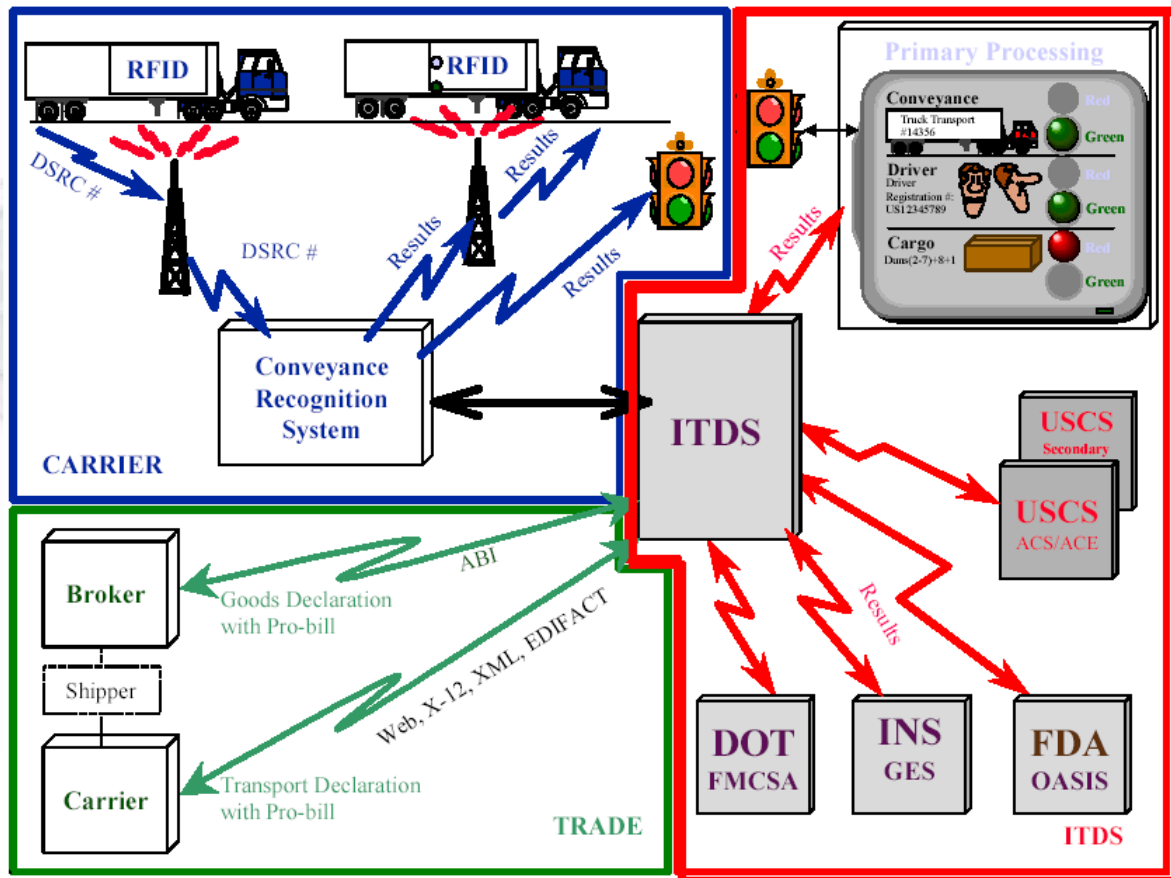 RFID
RFID
DSRC #
DSRC #
Results
Results
Results
Conveyance
Recognition
System
CARRIER
Primary Processing
Conveyance
Truck Transport
#14356
Red
Green
Driver
Driver
Registration #:
US12345789
Red
Green
Cargo
Duns(2-7)+8+1
Red
Green
Results
ITDS
USCS
Secondary
USCS
ACS/ACE
Results
DOT
FMCSA
INS
GES
FDA
OASIS
ITDS
Broker
Shipper
Carrier
ABI
Goods Declaration
with Pro-bill
Web, X-12, XML, EDIFACT
Transport Declaration
with Pro-bill
TRADE